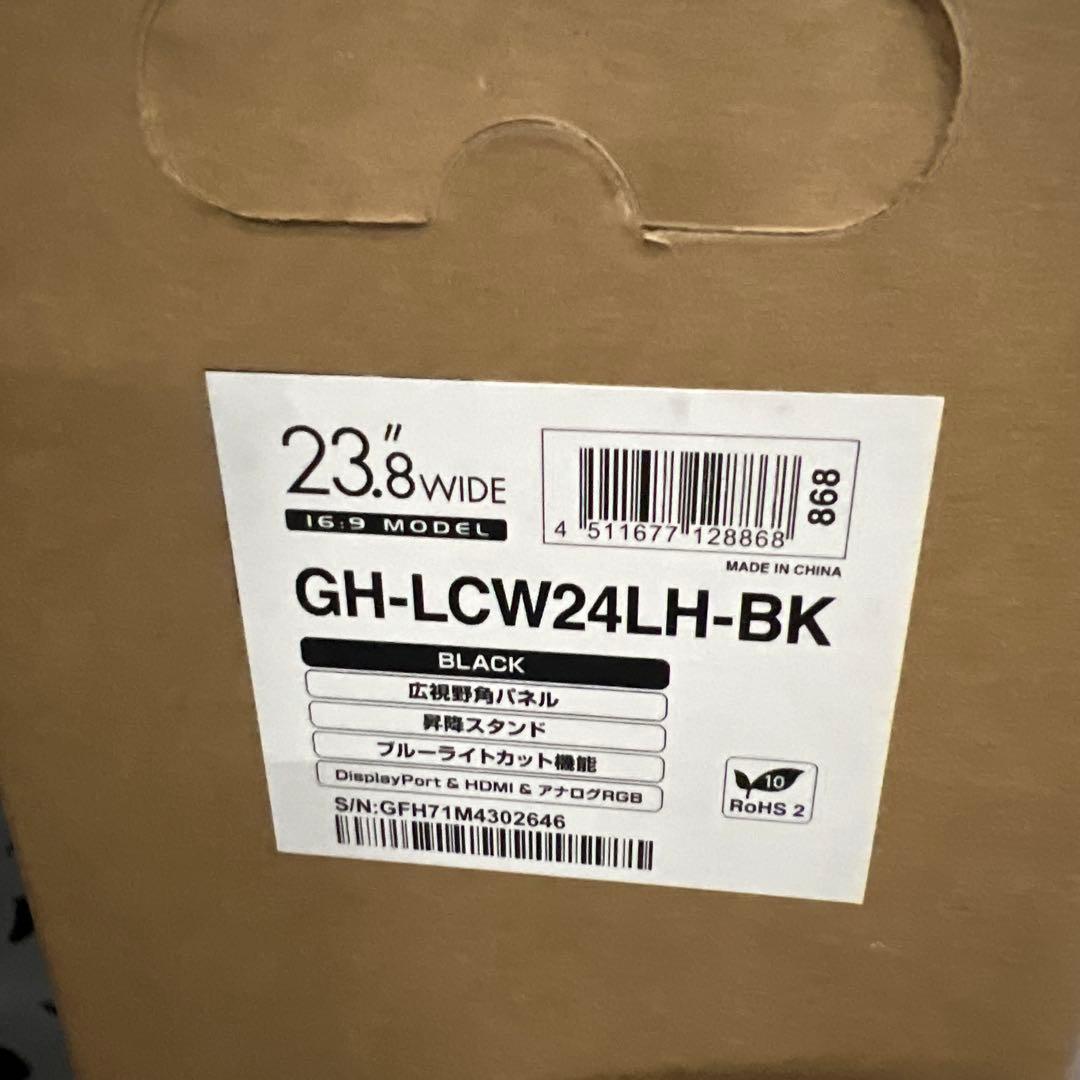 23.8" WIDE
16:9 MODEL
4 511677 128868
868
MADE IN CHINA
GH-LCW24LH-BK
BLACK
広視野角パネル
昇降スタンド
ブルーライトカット機能
DisplayPort & HDMI & アナログRGB
S/N:GFH71M4302646
10
RoHS 2